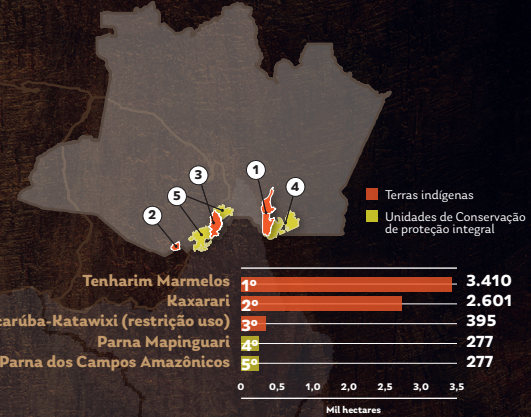 1
3
4
5
2
Terras indígenas
Unidades de Conservação
de proteção integral
Tenharim Marmelos 1º 3.410
Kaxarari 2º 2.601
carúba-Katawixi (restrição uso) 3º 395
Parna Mapinguari 4º 277
Parna dos Campos Amazônicos 5º 277
0 0,5 1,0 2,0 2,5 3,0 3,5
Mil hectares